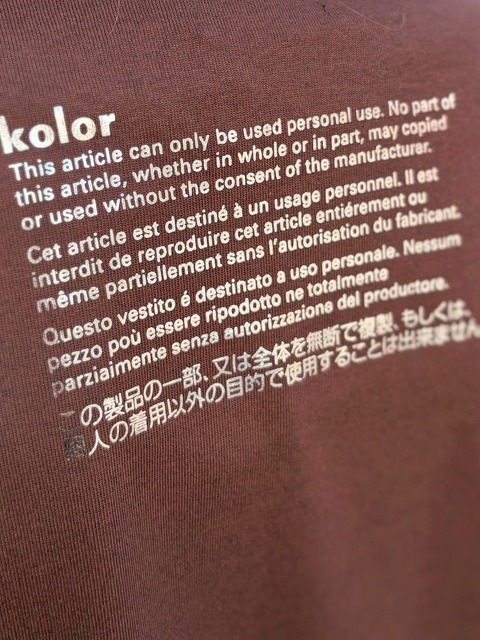 kolor
This article can only be used personal use. No part of
this article, whether in whole or in part, may copied
or used without the consent of the manufacturer.
Cet article est destiné à un usage personnel. Il est
interdit de reproduire cet article entiérement ou
même partiellement sans l'autorisation du fabricant.
Questo vestito é destinato a uso personale. Nessum
pezzo poù essere ripodotto ne totalmente
parziaimente senza autorizzazione del productore.
の製品の一部、又は全体を無断で複製、もしくは、
個人の着用以外の目的で使用することは出来ません